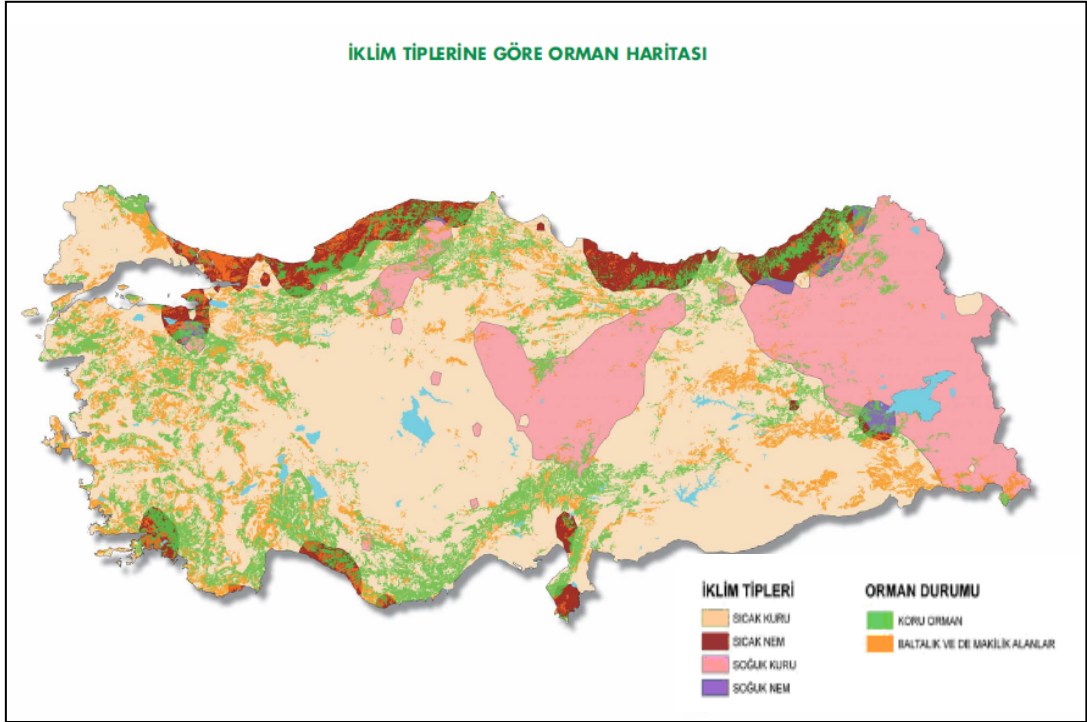 İKLİM TİPLERİNE GÖRE ORMAN HARİTASI
İKLİM TİPLERİ
SICAK KURU
SICAK NEM
SOĞUK KURU
SOĞUK NEM
ORMAN DURUMU
KORU ORMAN
BALTALIK VE DE MAKİLİK ALANLAR